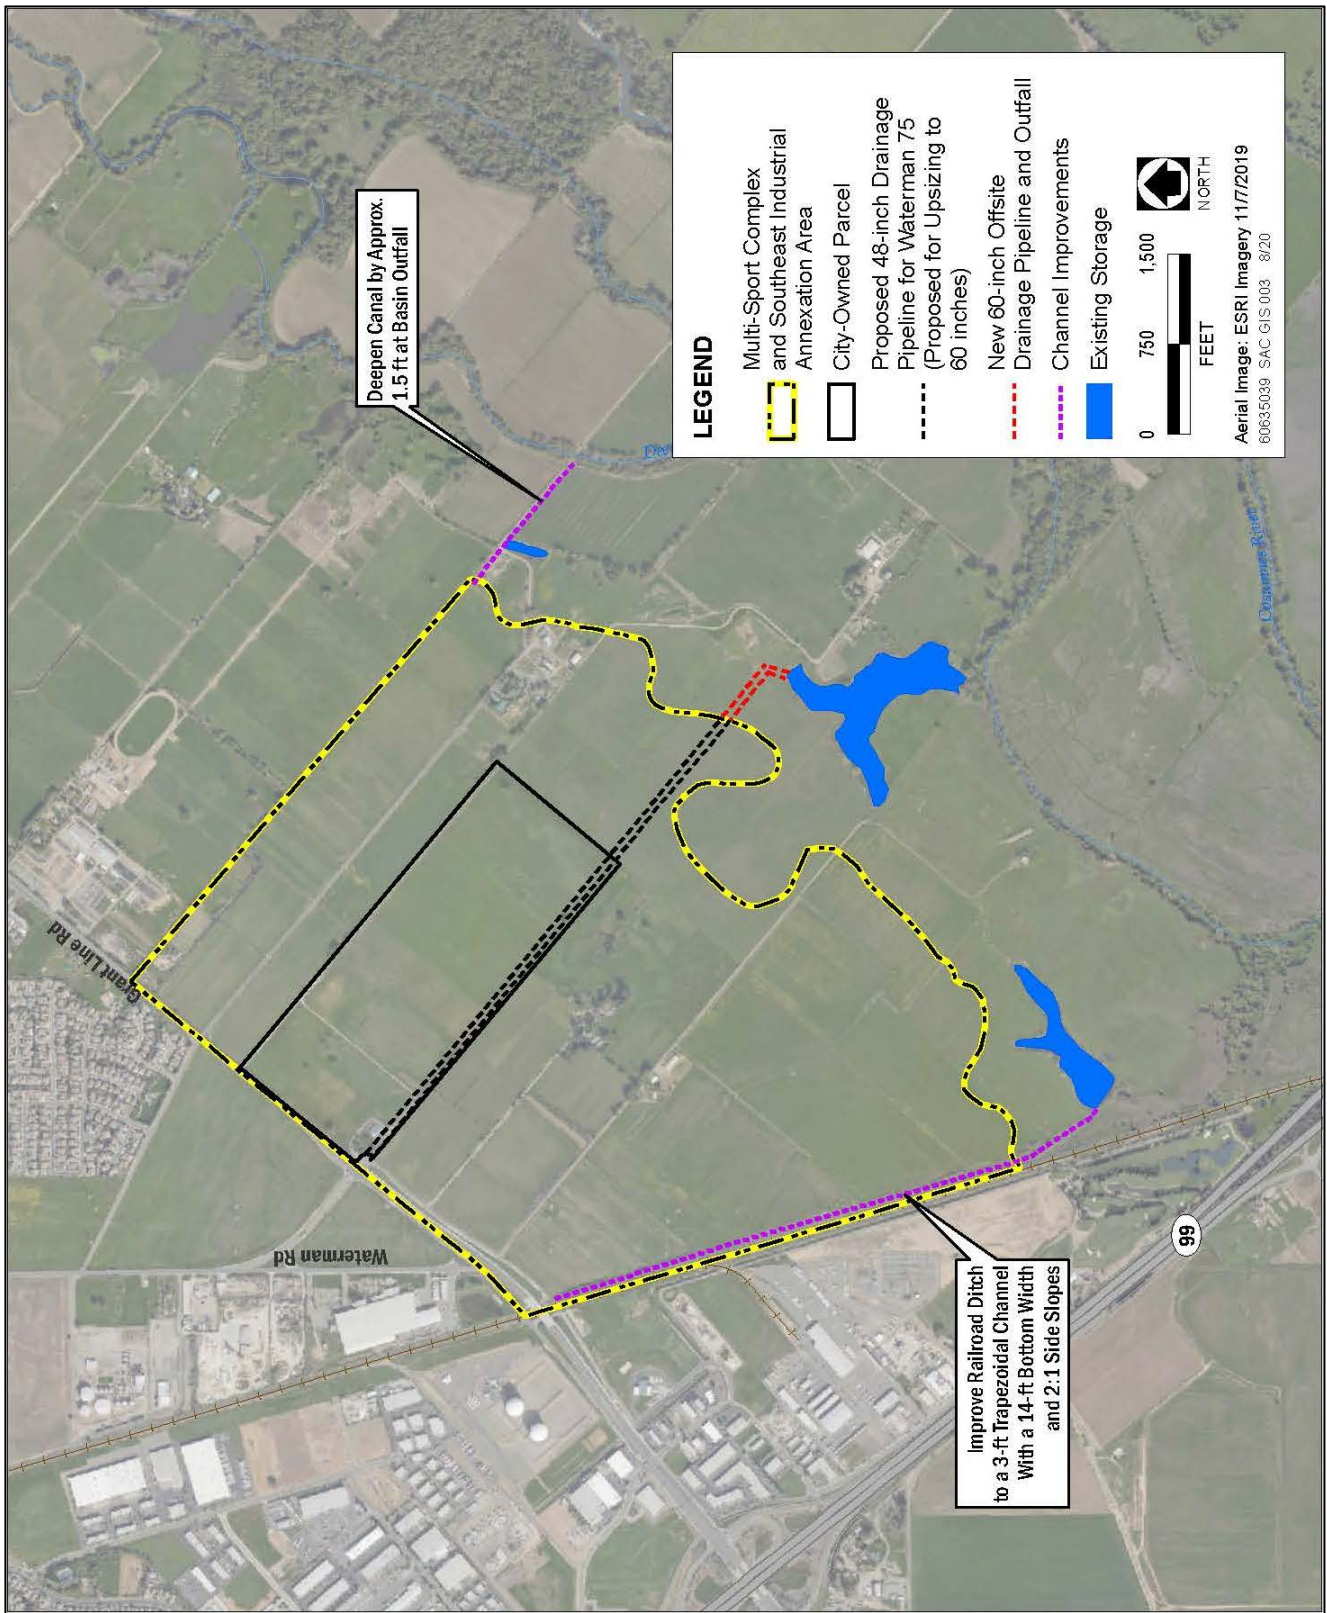 Grant Line Rd
Waterman Rd
99
Cosumnes River
Deepen Canal by Approx.
1.5 ft at Basin Outfall
Improve Railroad Ditch
to a 3-ft Trapezoidal Channel
With a 14-ft Bottom Width
and 2:1 Side Slopes
LEGEND
Multi-Sport Complex
and Southeast Industrial
Annexation Area
City-Owned Parcel
Proposed 48-inch Drainage
Pipeline for Waterman 75
(Proposed for Upsizing to
60 inches)
New 60-inch Offsite
Drainage Pipeline and Outfall
Channel Improvements
Existing Storage
0 750 1,500
FEET
NORTH
Aerial Image: ESRI Imagery 11/7/2019
60635039 SAC GIS 003 8/20